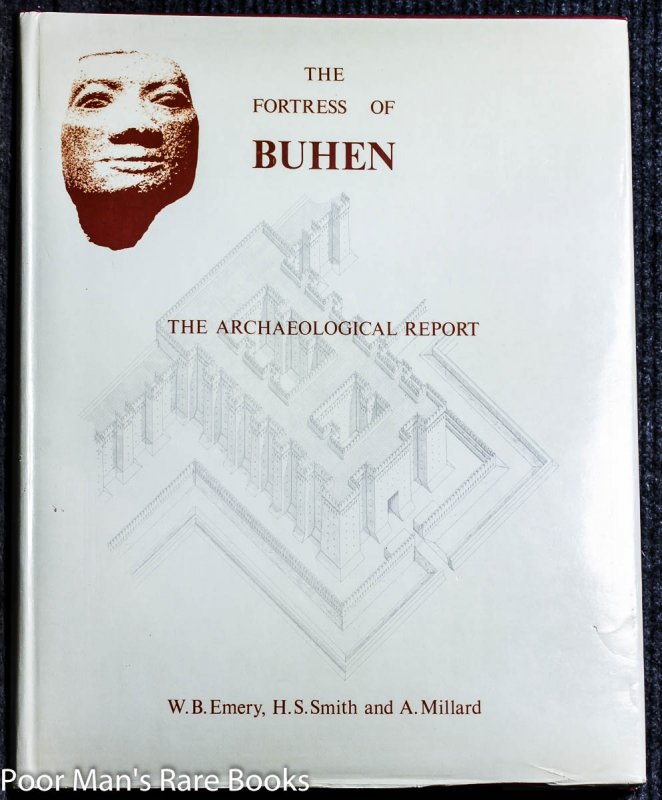 THE
FORTRESS OF
BUHEN
THE ARCHAEOLOGICAL REPORT
W. B. Emery, H. S. Smith and A. Millard
Poor Man's Rare Books